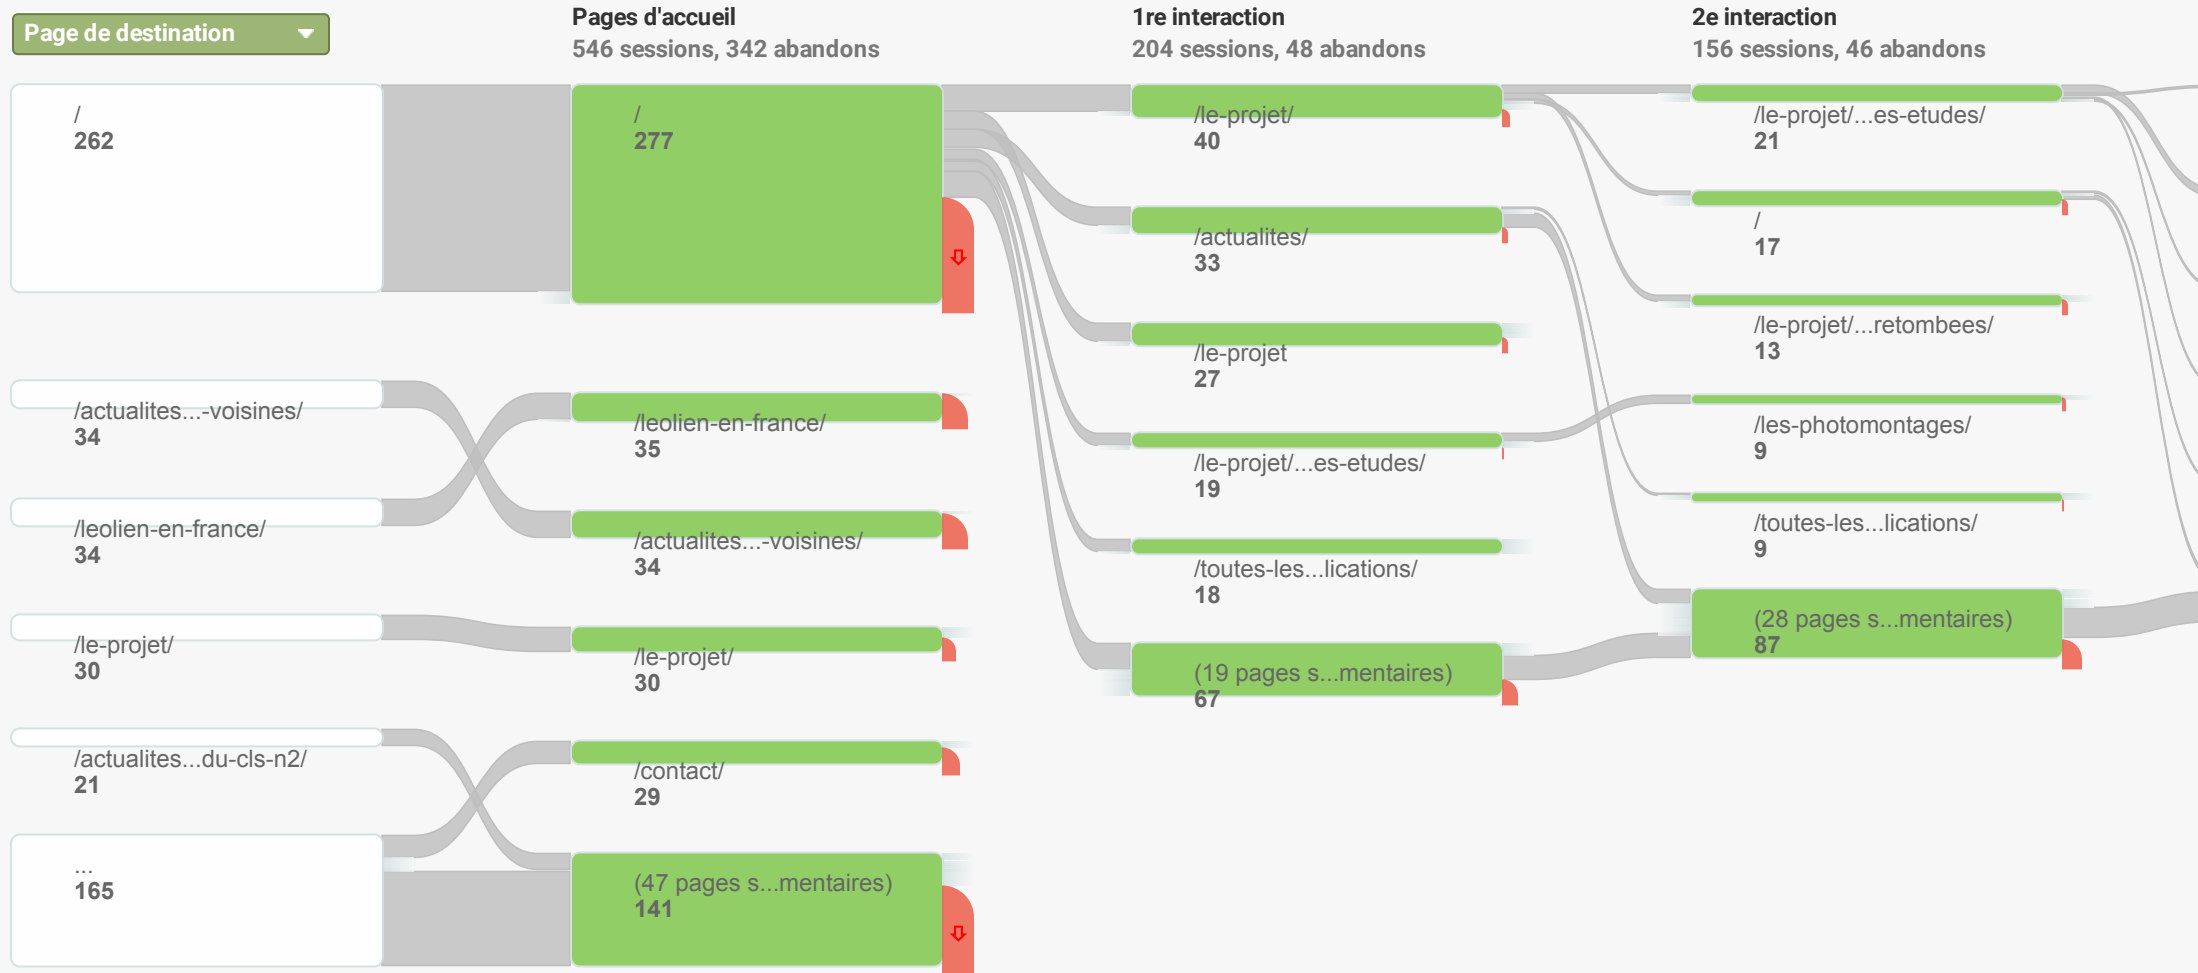 Page de destination
/
262
/actualites...-voisines/
34
/leolien-en-france/
34
/le-projet/
30
/actualites...du-cls-n2/
21
...
165
Pages d'accueil
546 sessions, 342 abandons
/
277
/leolien-en-france/
35
/actualites...-voisines/
34
/le-projet/
30
/contact/
29
(47 pages s...mentaires)
141
1re interaction
204 sessions, 48 abandons
/le-projet/
40
/actualites/
33
/le-projet
27
/le-projet/...es-etudes/
19
/toutes-les...lications/
18
(19 pages s...mentaires)
67
2e interaction
156 sessions, 46 abandons
/le-projet/...es-etudes/
21
/
17
/le-projet/...retombees/
13
/les-photomontages/
9
/toutes-les...lications/
9
(28 pages s...mentaires)
87